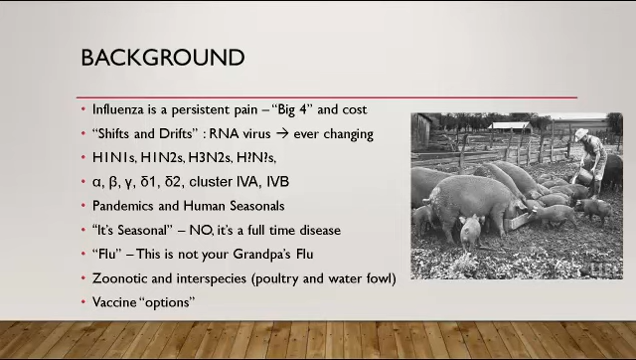 BACKGROUND
Influenza is a persistent pain – "Big 4" and cost
"Shifts and Drifts" : RNA virus → ever changing
H1N1s, H1N2s, H3N2s, H?N?s,
α, β, γ, δ1, δ2, cluster IVA, IVB
Pandemics and Human Seasonals
"It's Seasonal" – NO, it's a full time disease
"Flu" – This is not your Grandpa's Flu
Zoonotic and interspecies (poultry and water fowl)
Vaccine "options"
LIFE